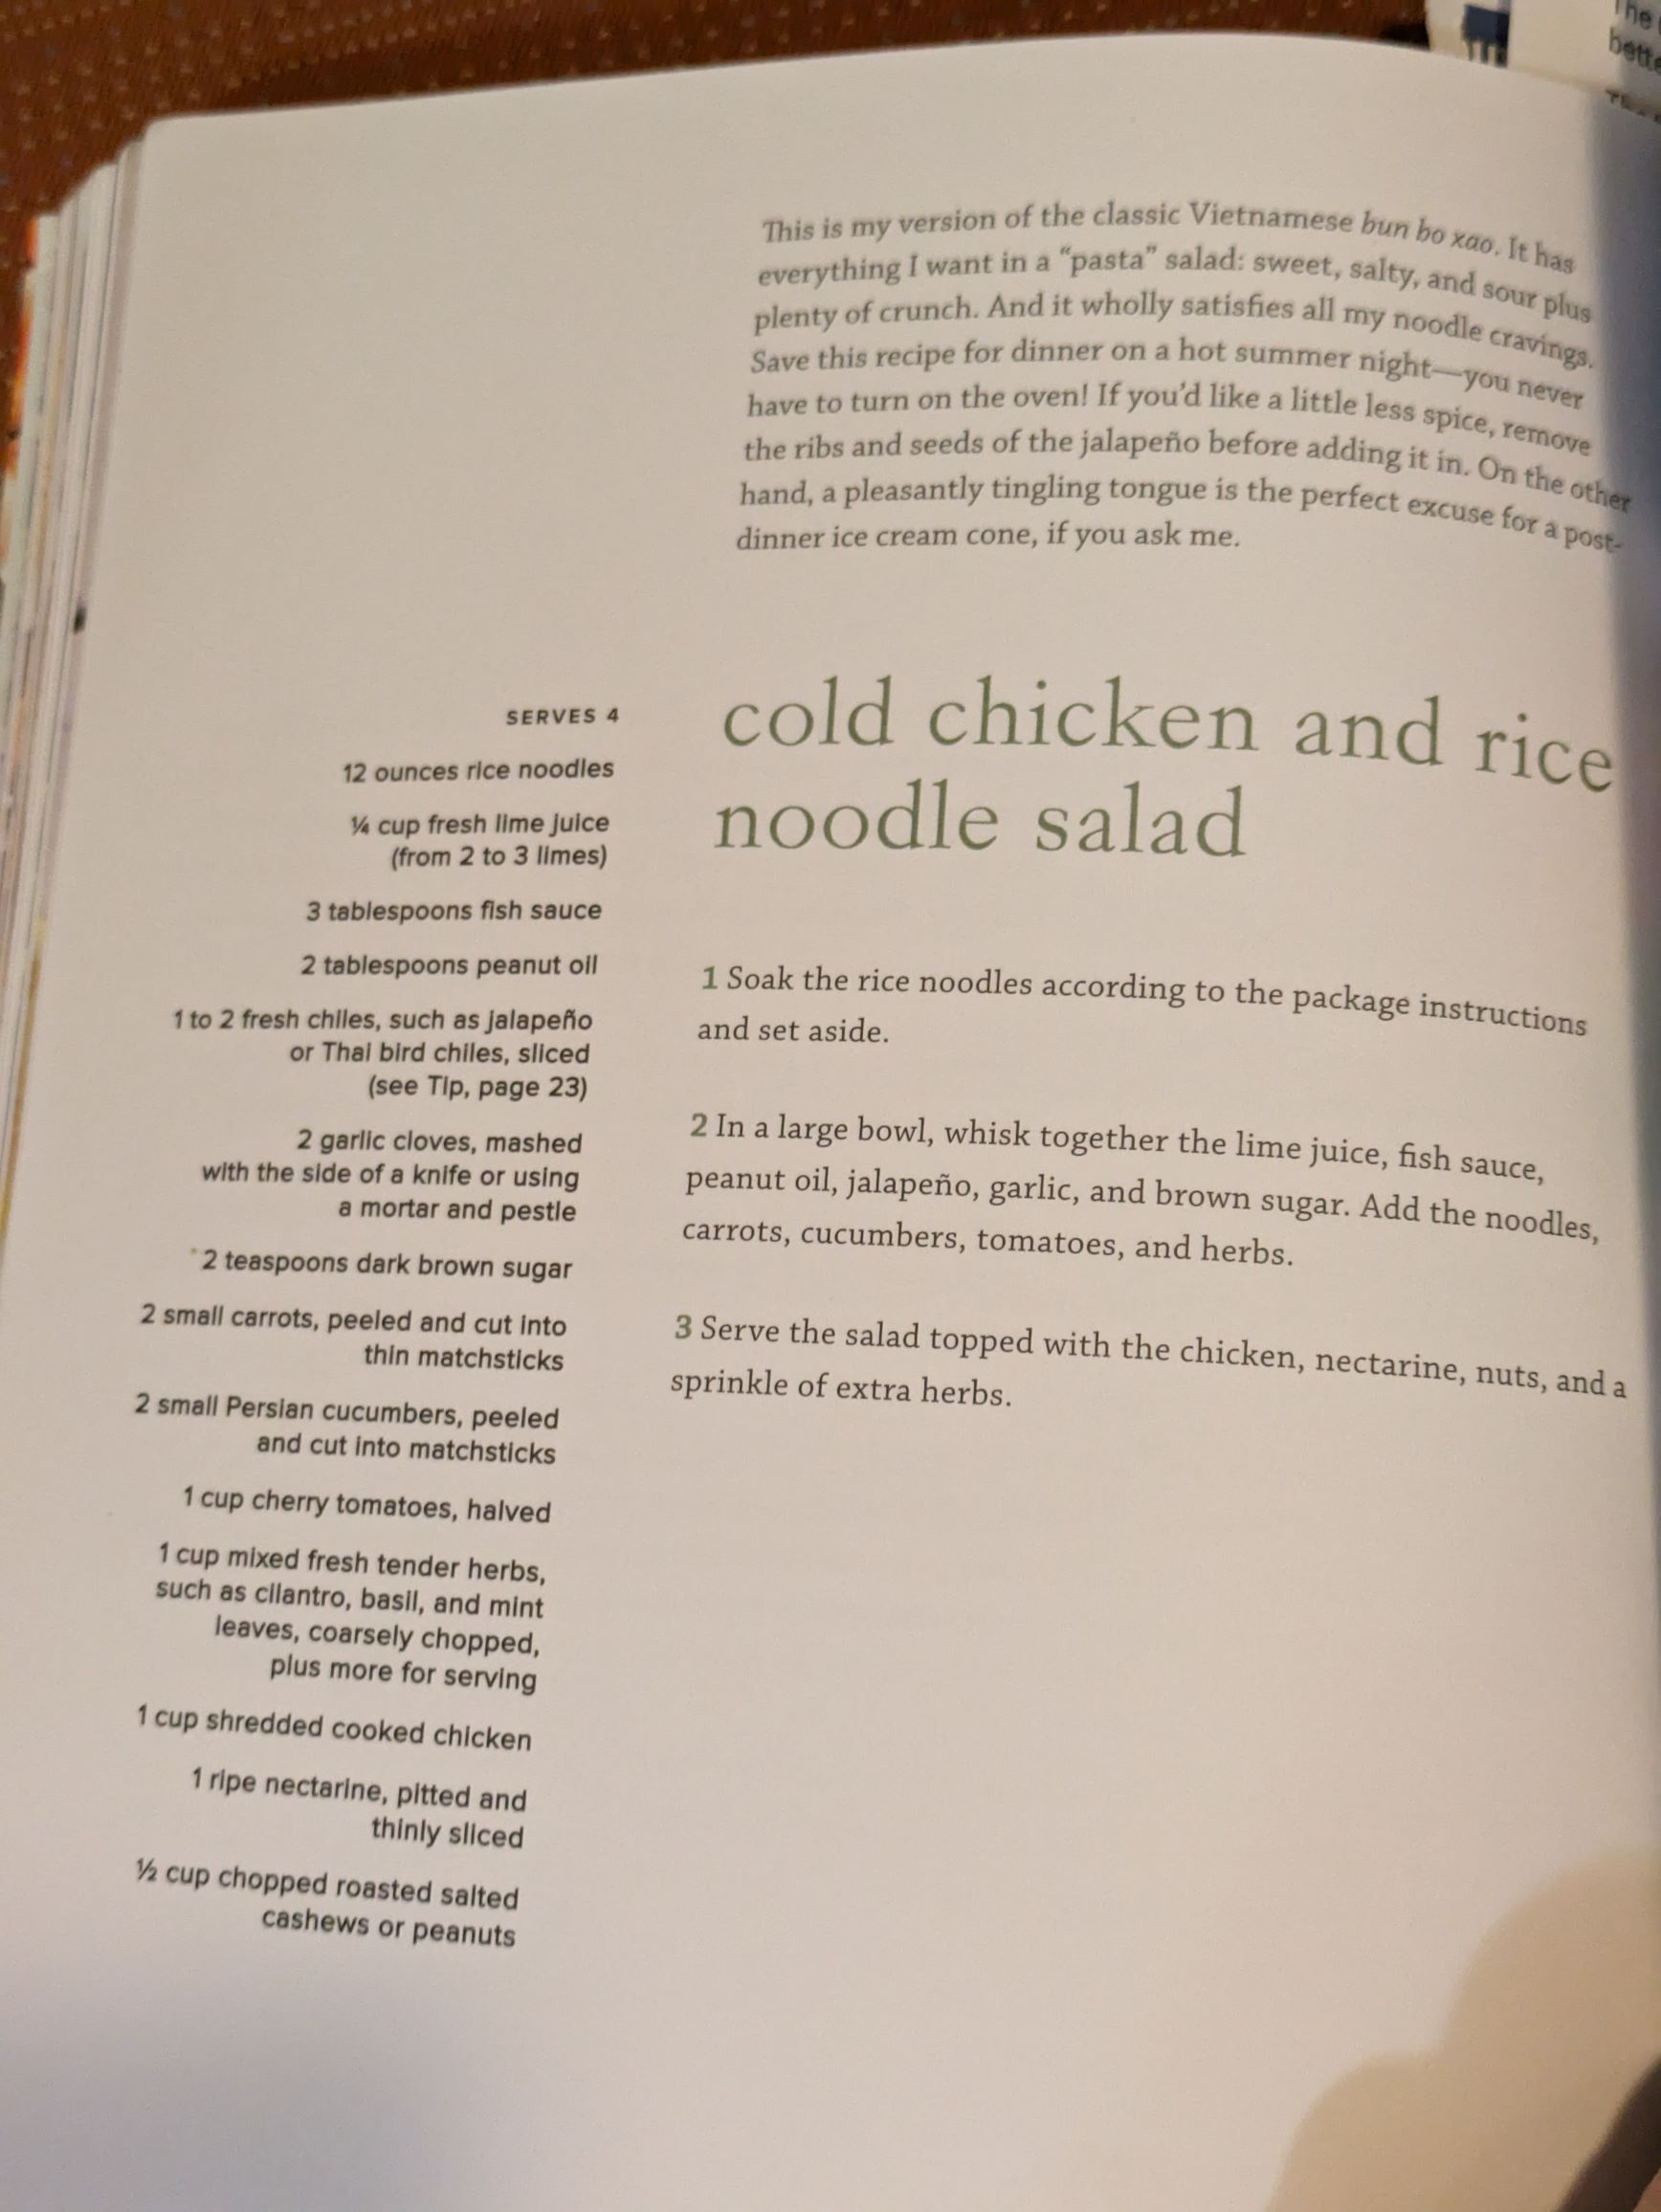 The
This is my version of the classic Vietnamese bun bo xao. It has
everything I want in a “pasta” salad: sweet, salty, and sour plus
plenty of crunch. And it wholly satisfies all my noodle cravings.
Save this recipe for dinner on a hot summer night—you never
have to turn on the oven! If you’d like a little less spice, remove
the ribs and seeds of the jalapeño before adding it in. On the other
hand, a pleasantly tingling tongue is the perfect excuse for a post-
dinner ice cream cone, if you ask me.
cold chicken and rice
noodle salad
SERVES 4
12 ounces rice noodles
¼ cup fresh lime juice
(from 2 to 3 limes)
3 tablespoons fish sauce
2 tablespoons peanut oil
1 to 2 fresh chiles, such as jalapeño
or Thai bird chiles, sliced
(see Tip, page 23)
2 garlic cloves, mashed
with the side of a knife or using
a mortar and pestle
2 teaspoons dark brown sugar
2 small carrots, peeled and cut into
thin matchsticks
2 small Persian cucumbers, peeled
and cut into matchsticks
1 cup cherry tomatoes, halved
1 cup mixed fresh tender herbs,
such as cilantro, basil, and mint
leaves, coarsely chopped,
plus more for serving
1 cup shredded cooked chicken
1 ripe nectarine, pitted and
thinly sliced
½ cup chopped roasted salted
cashews or peanuts
1 Soak the rice noodles according to the package instructions
and set aside.
2 In a large bowl, whisk together the lime juice, fish sauce,
peanut oil, jalapeño, garlic, and brown sugar. Add the noodles,
carrots, cucumbers, tomatoes, and herbs.
3 Serve the salad topped with the chicken, nectarine, nuts, and a
sprinkle of extra herbs.